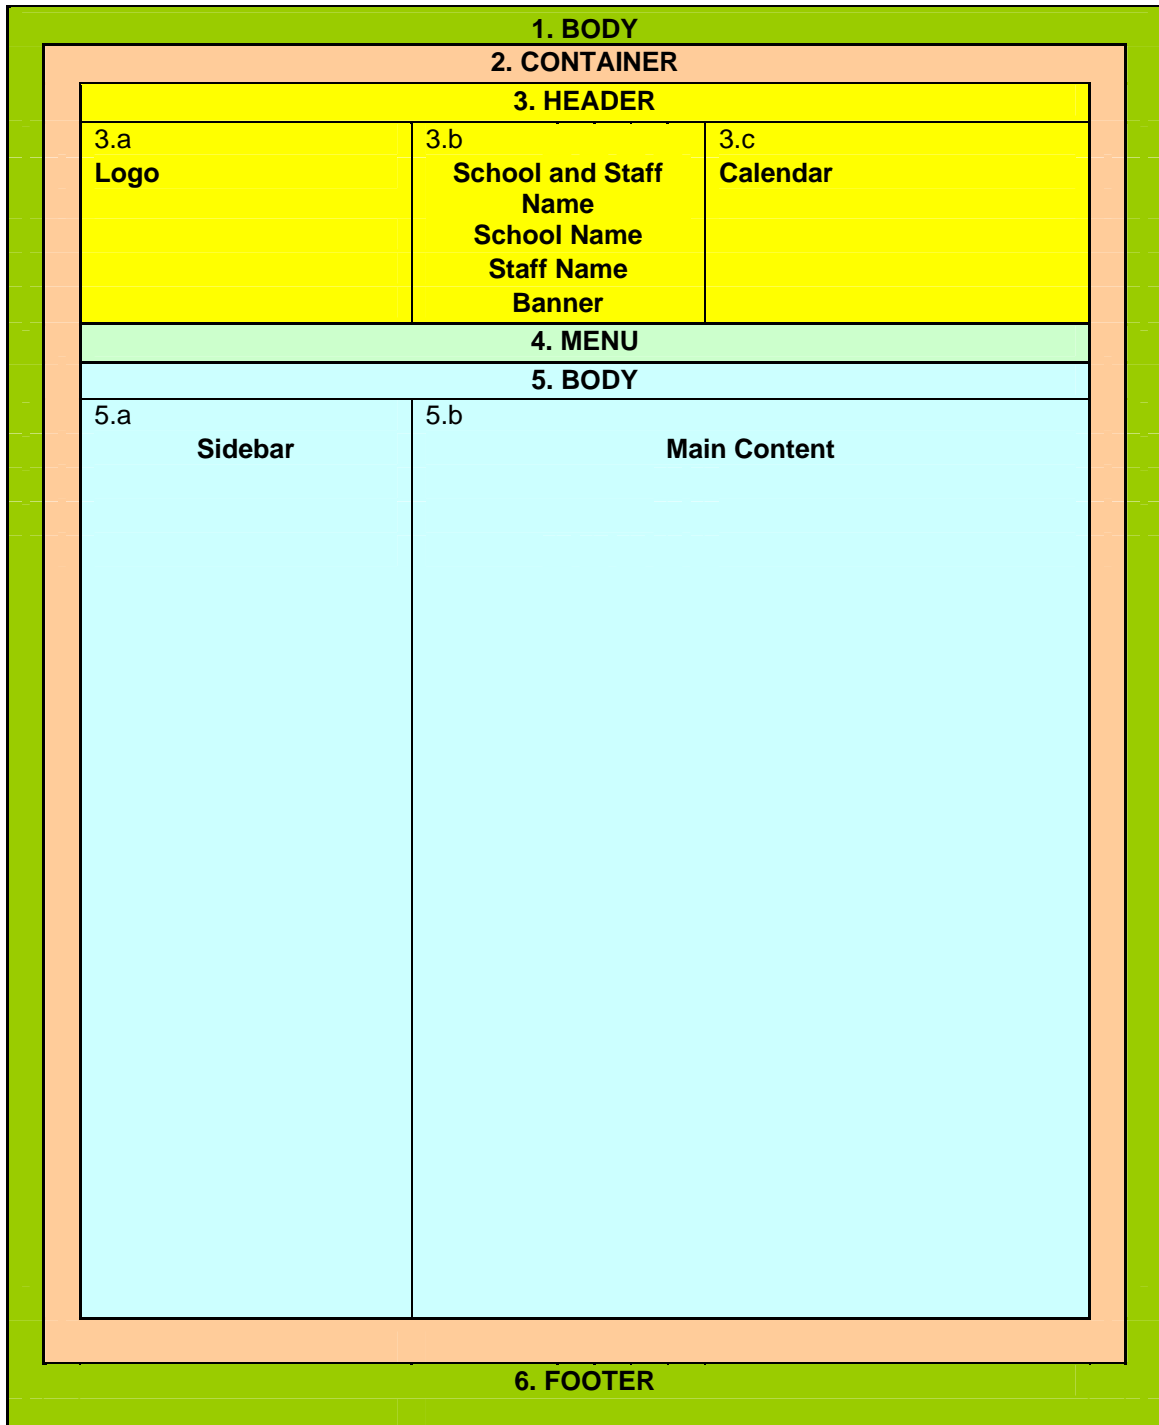 1. BODY
2. CONTAINER
3. HEADER
3.a
Logo
3.b
School and Staff
Name
School Name
Staff Name
Banner
3.c
Calendar
4. MENU
5. BODY
5.a
Sidebar
5.b
Main Content
6. FOOTER